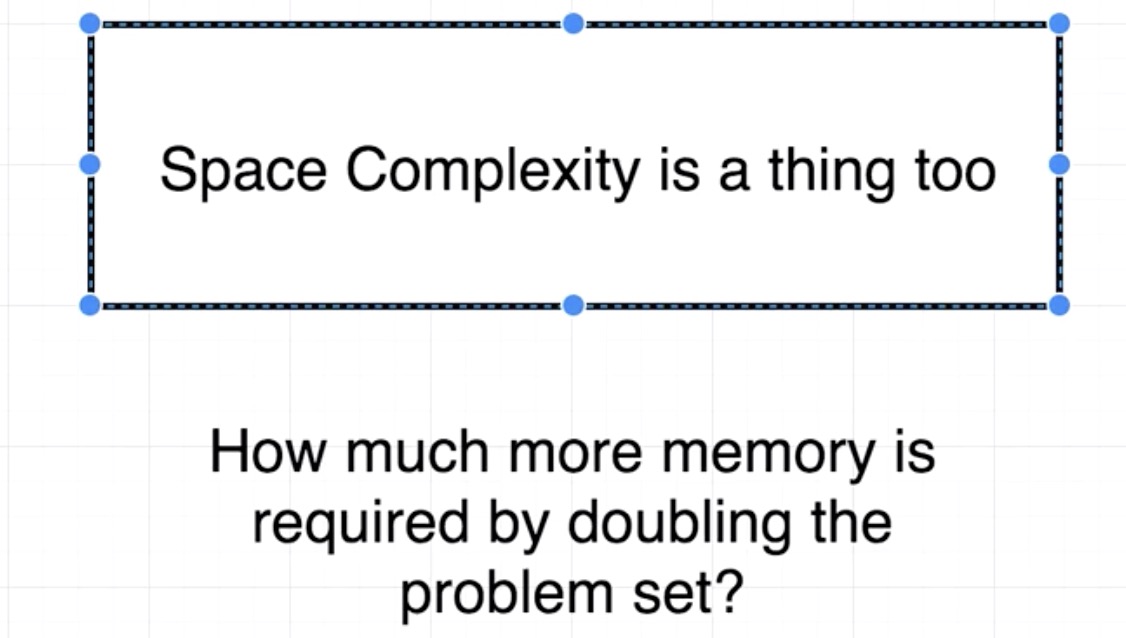 Space Complexity is a thing too
How much more memory is
required by doubling the
problem set?